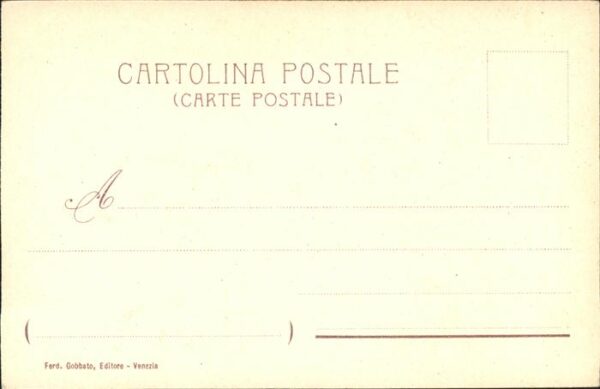 CARTOLINA POSTALE
(CARTE POSTALE)
A
( )
Ferd. Gobbato, Editore - Venezia